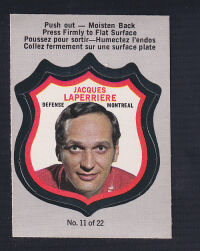 Push out — Moisten Back
Press Firmly to Flat Surface
Poussez pour sortir—Humectez l'endos
Collez fermement sur une surface plate
JACQUES
LAPERRIERE
DEFENSE MONTREAL
No. 11 of 22